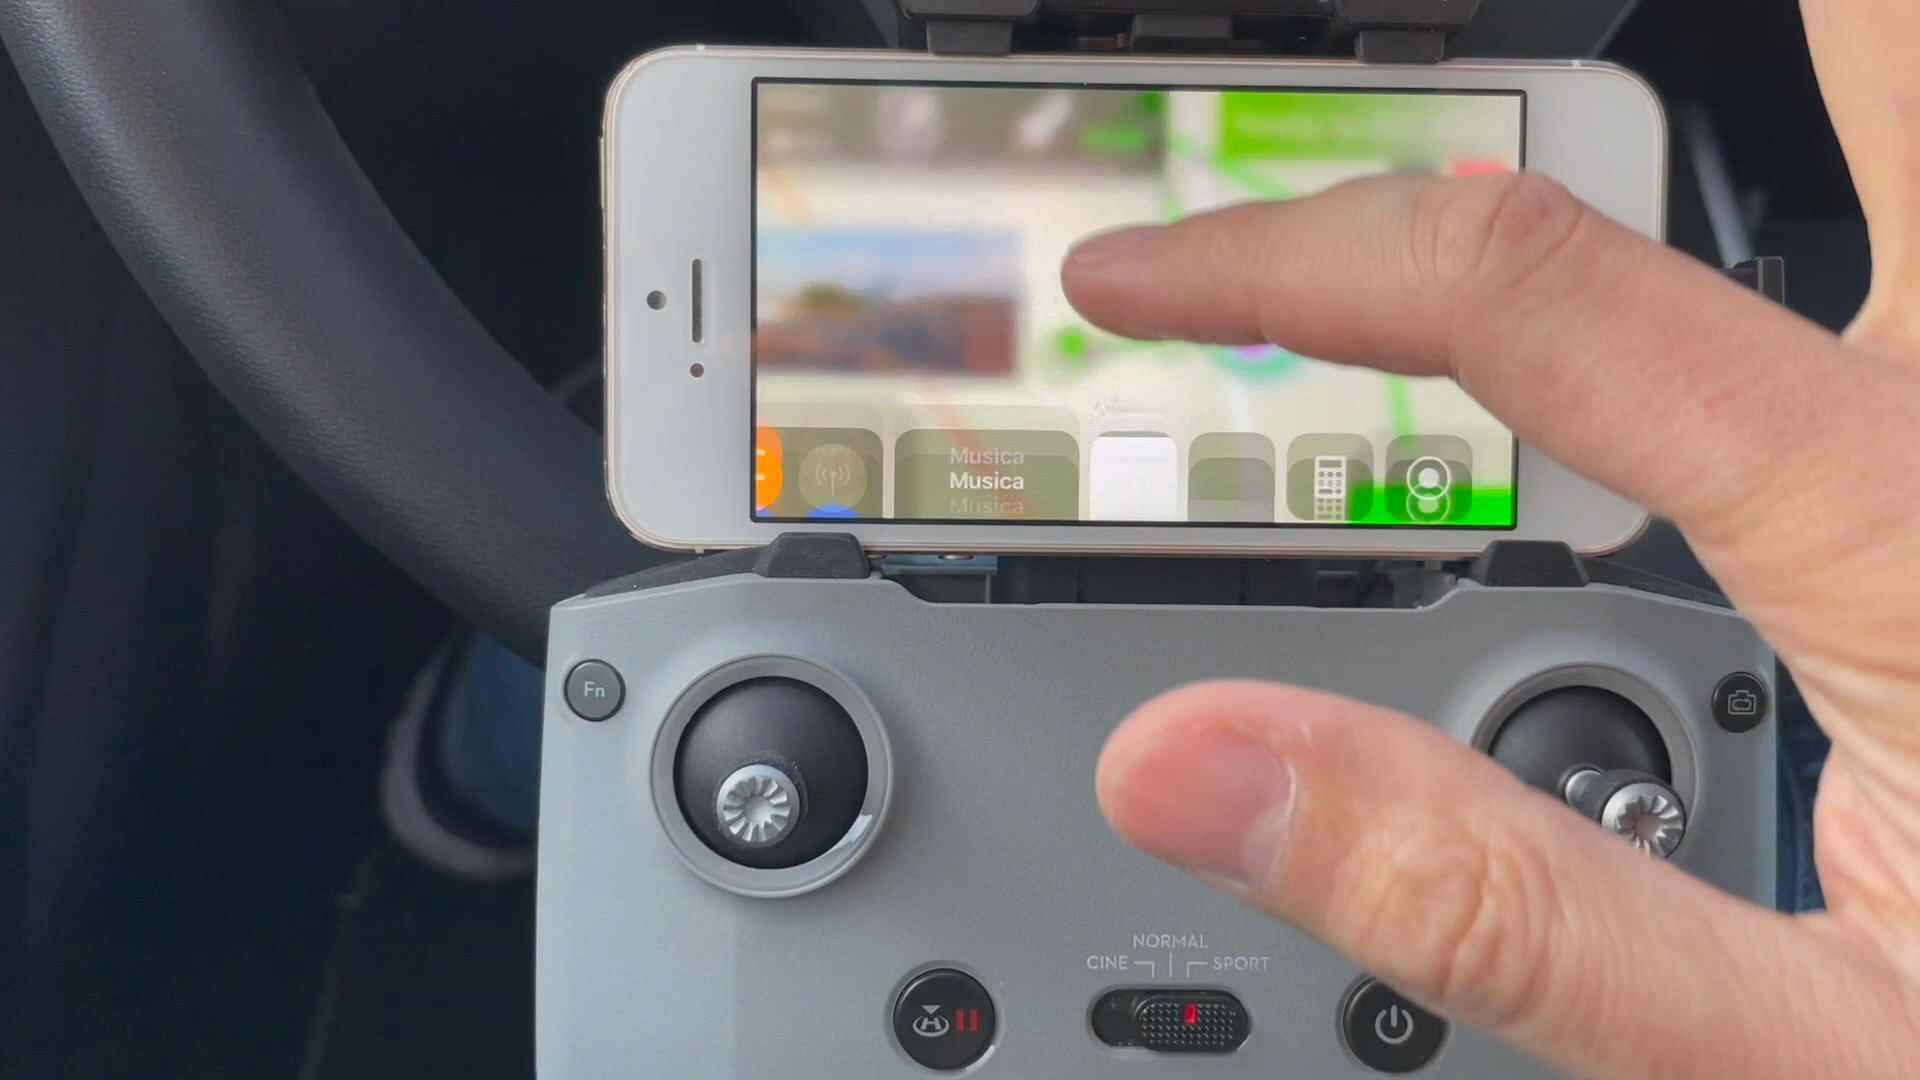 Musica
Musica
Musica
Fn
NORMAL
CINE
SPORT
H